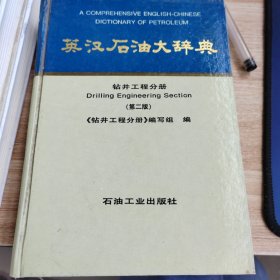 A COMPREHENSIVE ENGLISH-CHINESE
DICTIONARY OF PETROLEUM
英汉石油大辞典
钻井工程分册
Drilling Engineering Section
(第二版)
《钻井工程分册》编写组 编
石油工业出版社